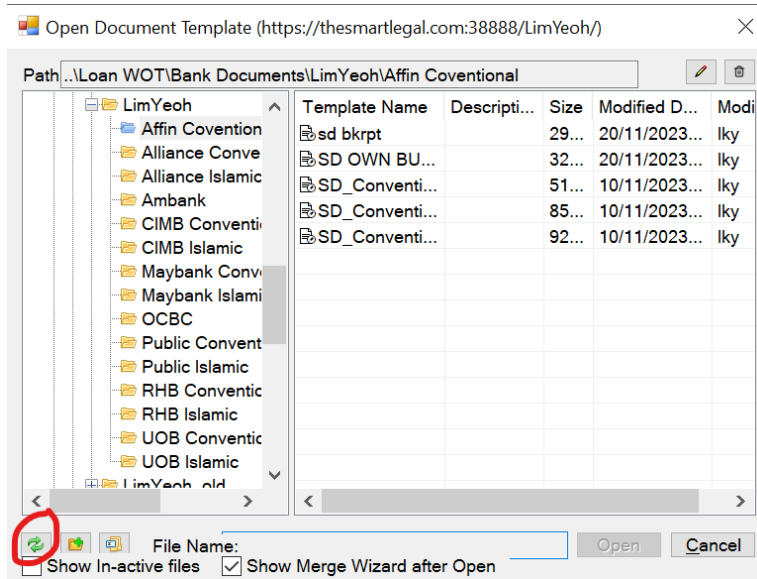 Open Document Template (https://thesmartlegal.com:38888/LimYeoh/)
Path ..\Loan WOT\Bank Documents\LimYeoh\Affin Coventional
LimYeoh
Affin Covention
Alliance Conve
Alliance Islamic
Ambank
CIMB Conventi
CIMB Islamic
Maybank Conv
Maybank Islami
OCBC
Public Convent
Public Islamic
RHB Conventic
RHB Islamic
UOB Conventic
UOB Islamic
LimYeoh_old
Template Name Descripti... Size Modified D... Modi
sd bkrpt 29... 20/11/2023... lky
SD OWN BU... 32... 20/11/2023... lky
SD_Conventi... 51... 10/11/2023... lky
SD_Conventi... 85... 10/11/2023... lky
SD_Conventi... 92... 10/11/2023... lky
File Name: Open Cancel
Show In-active files Show Merge Wizard after Open